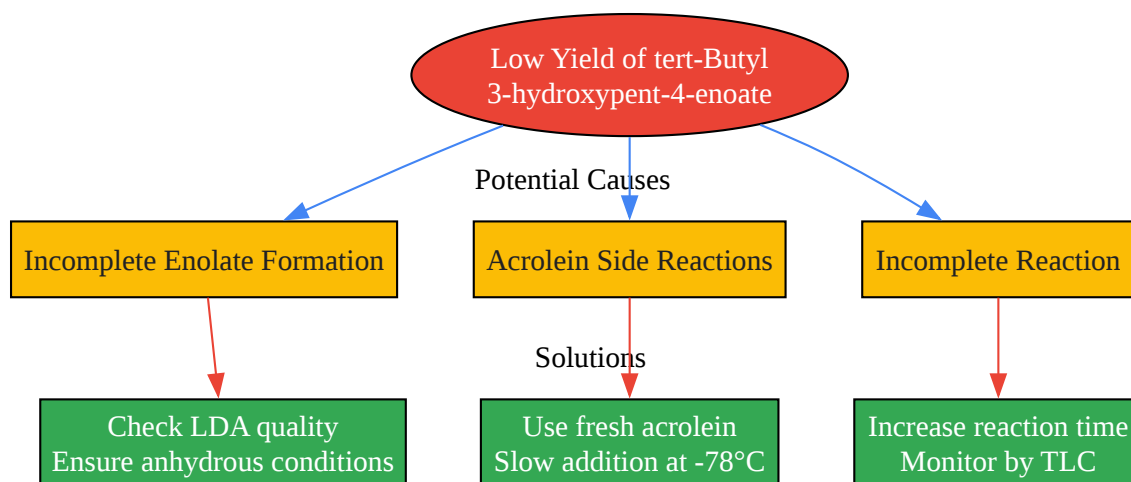 Low Yield of tert-Butyl
3-hydroxypent-4-enoate
Potential Causes
Incomplete Enolate Formation
Acrolein Side Reactions
Incomplete Reaction
Solutions
Check LDA quality
Ensure anhydrous conditions
Use fresh acrolein
Slow addition at -78°C
Increase reaction time
Monitor by TLC